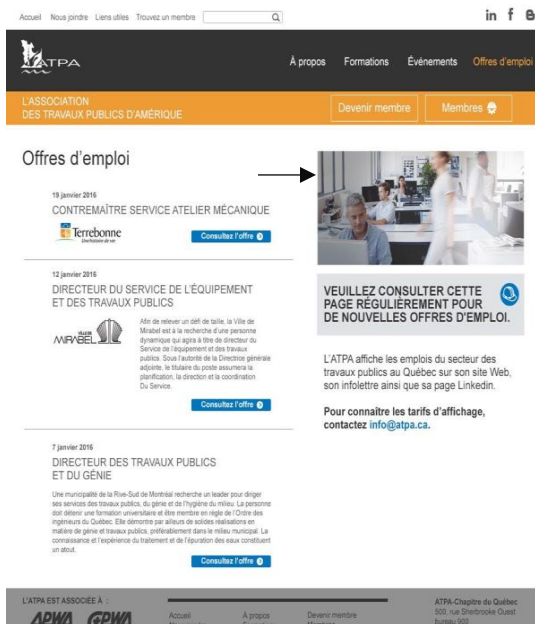 Accueil Nous joindre Liens utiles Trouvez un membre
in f B
ATPA
À propos Formations Événements Offres d'emploi
L'ASSOCIATION
DES TRAVAUX PUBLICS D'AMÉRIQUE
Devenir membre Membres
Offres d'emploi
19 janvier 2016
CONTREMAÎTRE SERVICE ATELIER MÉCANIQUE
Terrebonne
Une histoire de vie
Consultez l'offre
12 janvier 2016
DIRECTEUR DU SERVICE DE L'ÉQUIPEMENT
ET DES TRAVAUX PUBLICS
VILLE DE
MIRABEL
Afin de relever un défi de taille, la Ville de
Mirabel est à la recherche d'une personne
dynamique qui agira à titre de directeur du
Service de l'équipement et des travaux
publics. Sous l'autorité de la Directrice générale
adjointe, le titulaire du poste assumera la
planification, la direction et la coordination
Du Service.
Consultez l'offre
7 janvier 2016
DIRECTEUR DES TRAVAUX PUBLICS
ET DU GÉNIE
Une municipalité de la Rive-Sud de Montréal recherche un leader pour diriger
ses services des travaux publics, du génie et de l'hygiène du milieu. La personne
doit détenir une formation universitaire et être membre en règle de l'Ordre des
ingénieurs du Québec. Elle démontre par ailleurs de solides réalisations en
matière de génie et travaux publics, préférablement dans le milieu municipal. La
connaissance et l'expérience du traitement et de l'épuration des eaux constituent
un atout.
Consultez l'offre
VEUILLEZ CONSULTER CETTE
PAGE RÉGULIÈREMENT POUR
DE NOUVELLES OFFRES D'EMPLOI.
L'ATPA affiche les emplois du secteur des
travaux publics au Québec sur son site Web,
son infolettre ainsi que sa page Linkedin.
Pour connaître les tarifs d'affichage,
contactez info@atpa.ca.
L'ATPA EST ASSOCIÉE À :
APWA CPWA
Accueil À propos Devenir membre
ATPA-Chapitre du Québec
500, rue Sherbrooke Ouest
bureau 900